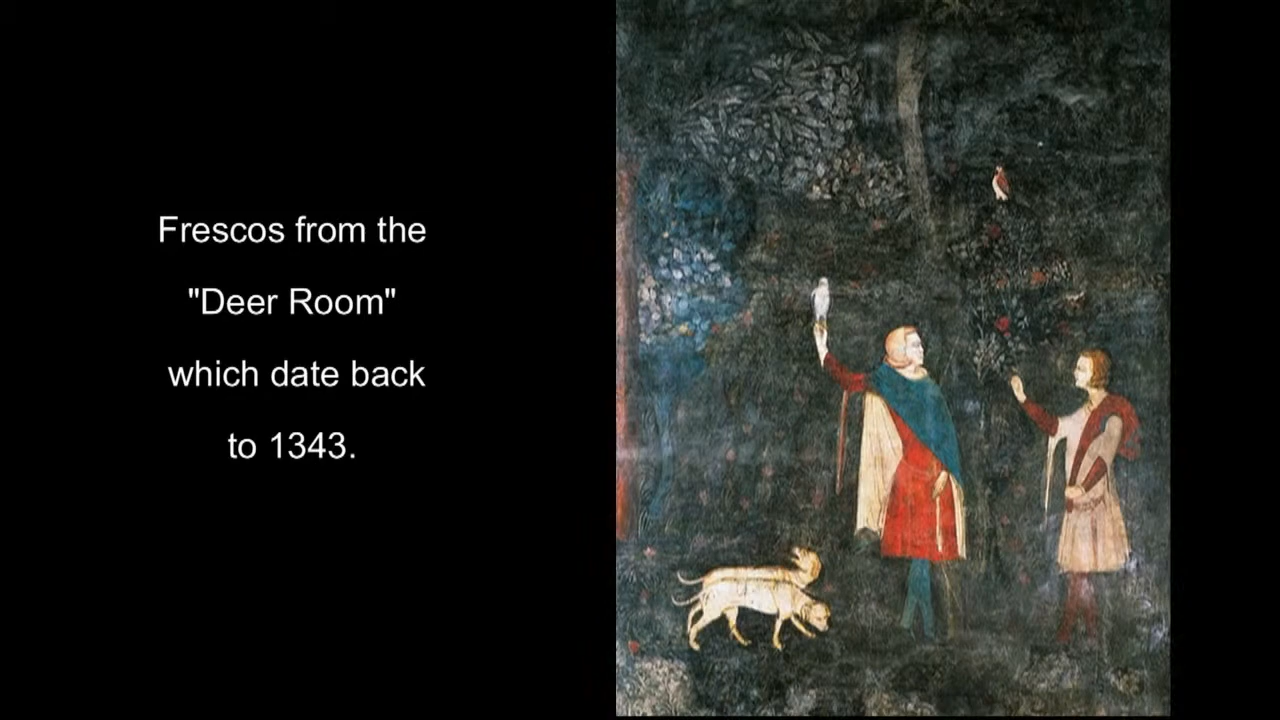 Frescos from the
"Deer Room"
which date back
to 1343.